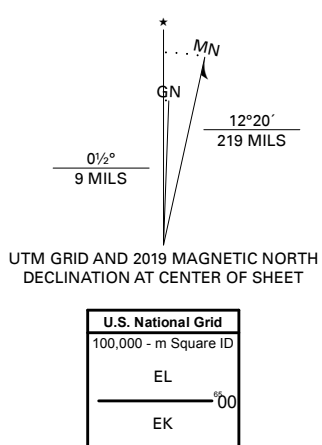 ★
MN
GN
12°20´
219 MILS
0½°
9 MILS
UTM GRID AND 2019 MAGNETIC NORTH
DECLINATION AT CENTER OF SHEET
U.S. National Grid
100,000 - m Square ID
EL
⁶⁵00
EK